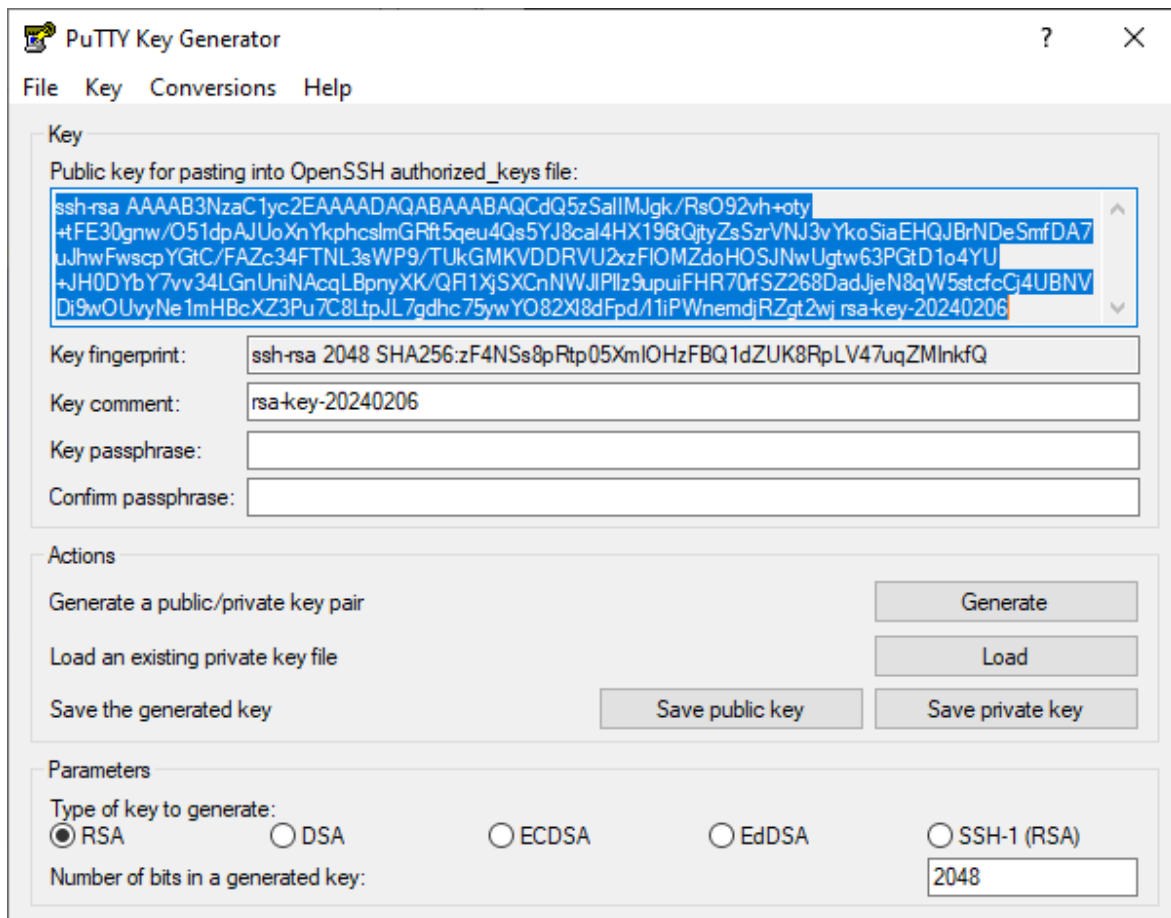 PuTTY Key Generator
?
File Key Conversions Help
Key
Public key for pasting into OpenSSH authorized_keys file:
ssh-rsa AAAAB3NzaC1yc2EAAAADAQABAAABAQCdQ5zSalIMJgk/RsO92vh+oty
+tFE30gnw/O51dpAJUoXnYkphcslmGRft5qeu4Qs5YJ8cal4HX196tQjtyZsSzrVNJ3vYkoSiaEHQJBrNDeSmfDA7
uJhwFwscpYGtC/FAZc34FTNL3sWP9/TUkGMKVDDRVU2xzFlOMZdoHOSJNwUgtw63PGtD1o4YU
+JH0DYbY7vv34LGnUniNAcqLBpnyXK/QFl1XjSXCnNWJlPIlz9upuiFHR70rfSZ268DadJjeN8qW5stcfcCj4UBNV
Di9wOUvyNe1mHBcXZ3Pu7C8LtpJL7gdhc75ywYO82Xl8dFpd/l1iPWnemdjRZgt2wj rsa-key-20240206
Key fingerprint: ssh-rsa 2048 SHA256:zF4NSs8pRtp05XmlOHzFBQ1dZUK8RpLV47uqZMlnkfQ
Key comment: rsa-key-20240206
Key passphrase:
Confirm passphrase:
Actions
Generate a public/private key pair Generate
Load an existing private key file Load
Save the generated key Save public key Save private key
Parameters
Type of key to generate:
RSA DSA ECDSA EdDSA SSH-1 (RSA)
Number of bits in a generated key: 2048